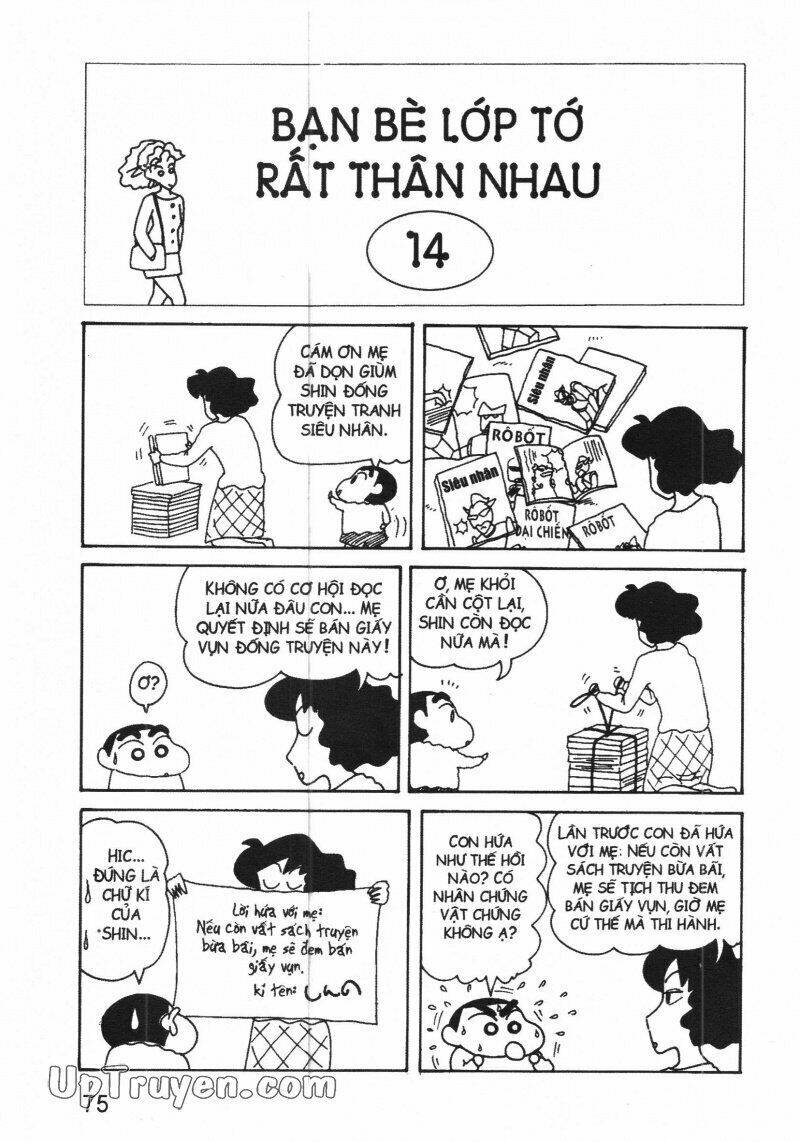 BẠN BÈ LỚP TỚ
RẤT THÂN NHAU
14
Siêu nhân
RÔBỐT
Siêu nhân
RÔBỐT
ĐẠI CHIẾN
RÔBỐT
CÁM ƠN MẸ
ĐÃ DỌN GIÙM
SHIN ĐỐNG
TRUYỆN TRANH
SIÊU NHÂN.
Ơ, MẸ KHỎI
CẦN CỘT LẠI,
SHIN CÒN ĐỌC
NỮA MÀ!
KHÔNG CÓ CƠ HỘI ĐỌC
LẠI NỮA ĐÂU CON... MẸ
QUYẾT ĐỊNH SẼ BÁN GIẤY
VỤN ĐỐNG TRUYỆN NÀY!
Ơ?
LẦN TRƯỚC CON ĐÃ HỨA
VỚI MẸ: NẾU CÒN VẤT
SÁCH TRUYỆN BỪA BÃI,
MẸ SẼ TỊCH THU ĐEM
BÁN GIẤY VỤN, GIỜ MẸ
CỨ THẾ MÀ THI HÀNH.
CON HỨA
NHƯ THẾ HỒI
NÀO? CÓ
NHÂN CHỨNG
VẬT CHỨNG
KHÔNG Ạ?
Lời hứa với mẹ:
Nếu còn vất sách truyện
bừa bãi, mẹ sẽ đem bán
giấy vụn.
kí tên:
HIC...
ĐÚNG LÀ
CHỮ KÍ
CỦA
SHIN...
UpTruyen.com
75